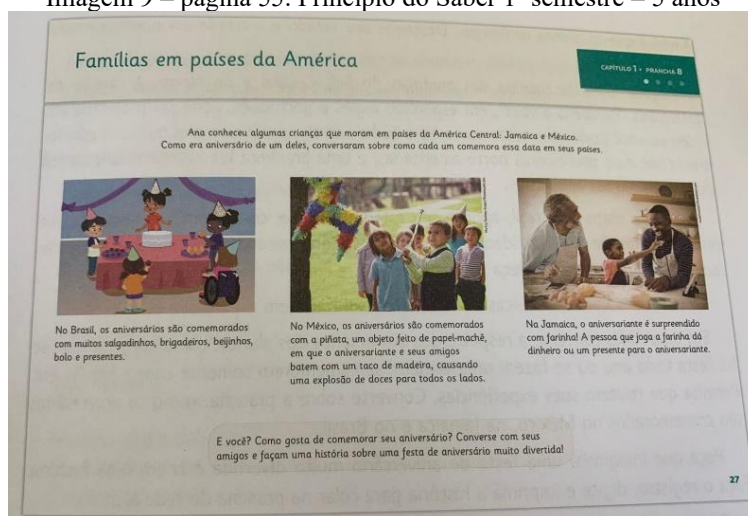 Imagem 9 – página 55: Princípio do Saber 1º semestre – 5 anos
Famílias em países da América
CAPÍTULO 1 • PRANCHA 8
Ana conheceu algumas crianças que moram em países da América Central: Jamaica e México.
Como era aniversário de um deles, conversaram sobre como cada um comemora essa data em seus países.
No Brasil, os aniversários são comemorados
com muitos salgadinhos, brigadeiros, beijinhos,
bolo e presentes.
No México, os aniversários são comemorados
com a piñata, um objeto feito de papel-machê,
em que o aniversariante e seus amigos
batem com um taco de madeira, causando
uma explosão de doces para todos os lados.
Na Jamaica, o aniversariante é surpreendido
com farinha! A pessoa que joga a farinha dá
dinheiro ou um presente para o aniversariante.
E você? Como gosta de comemorar seu aniversário? Converse com seus
amigos e façam uma história sobre uma festa de aniversário muito divertida!
27